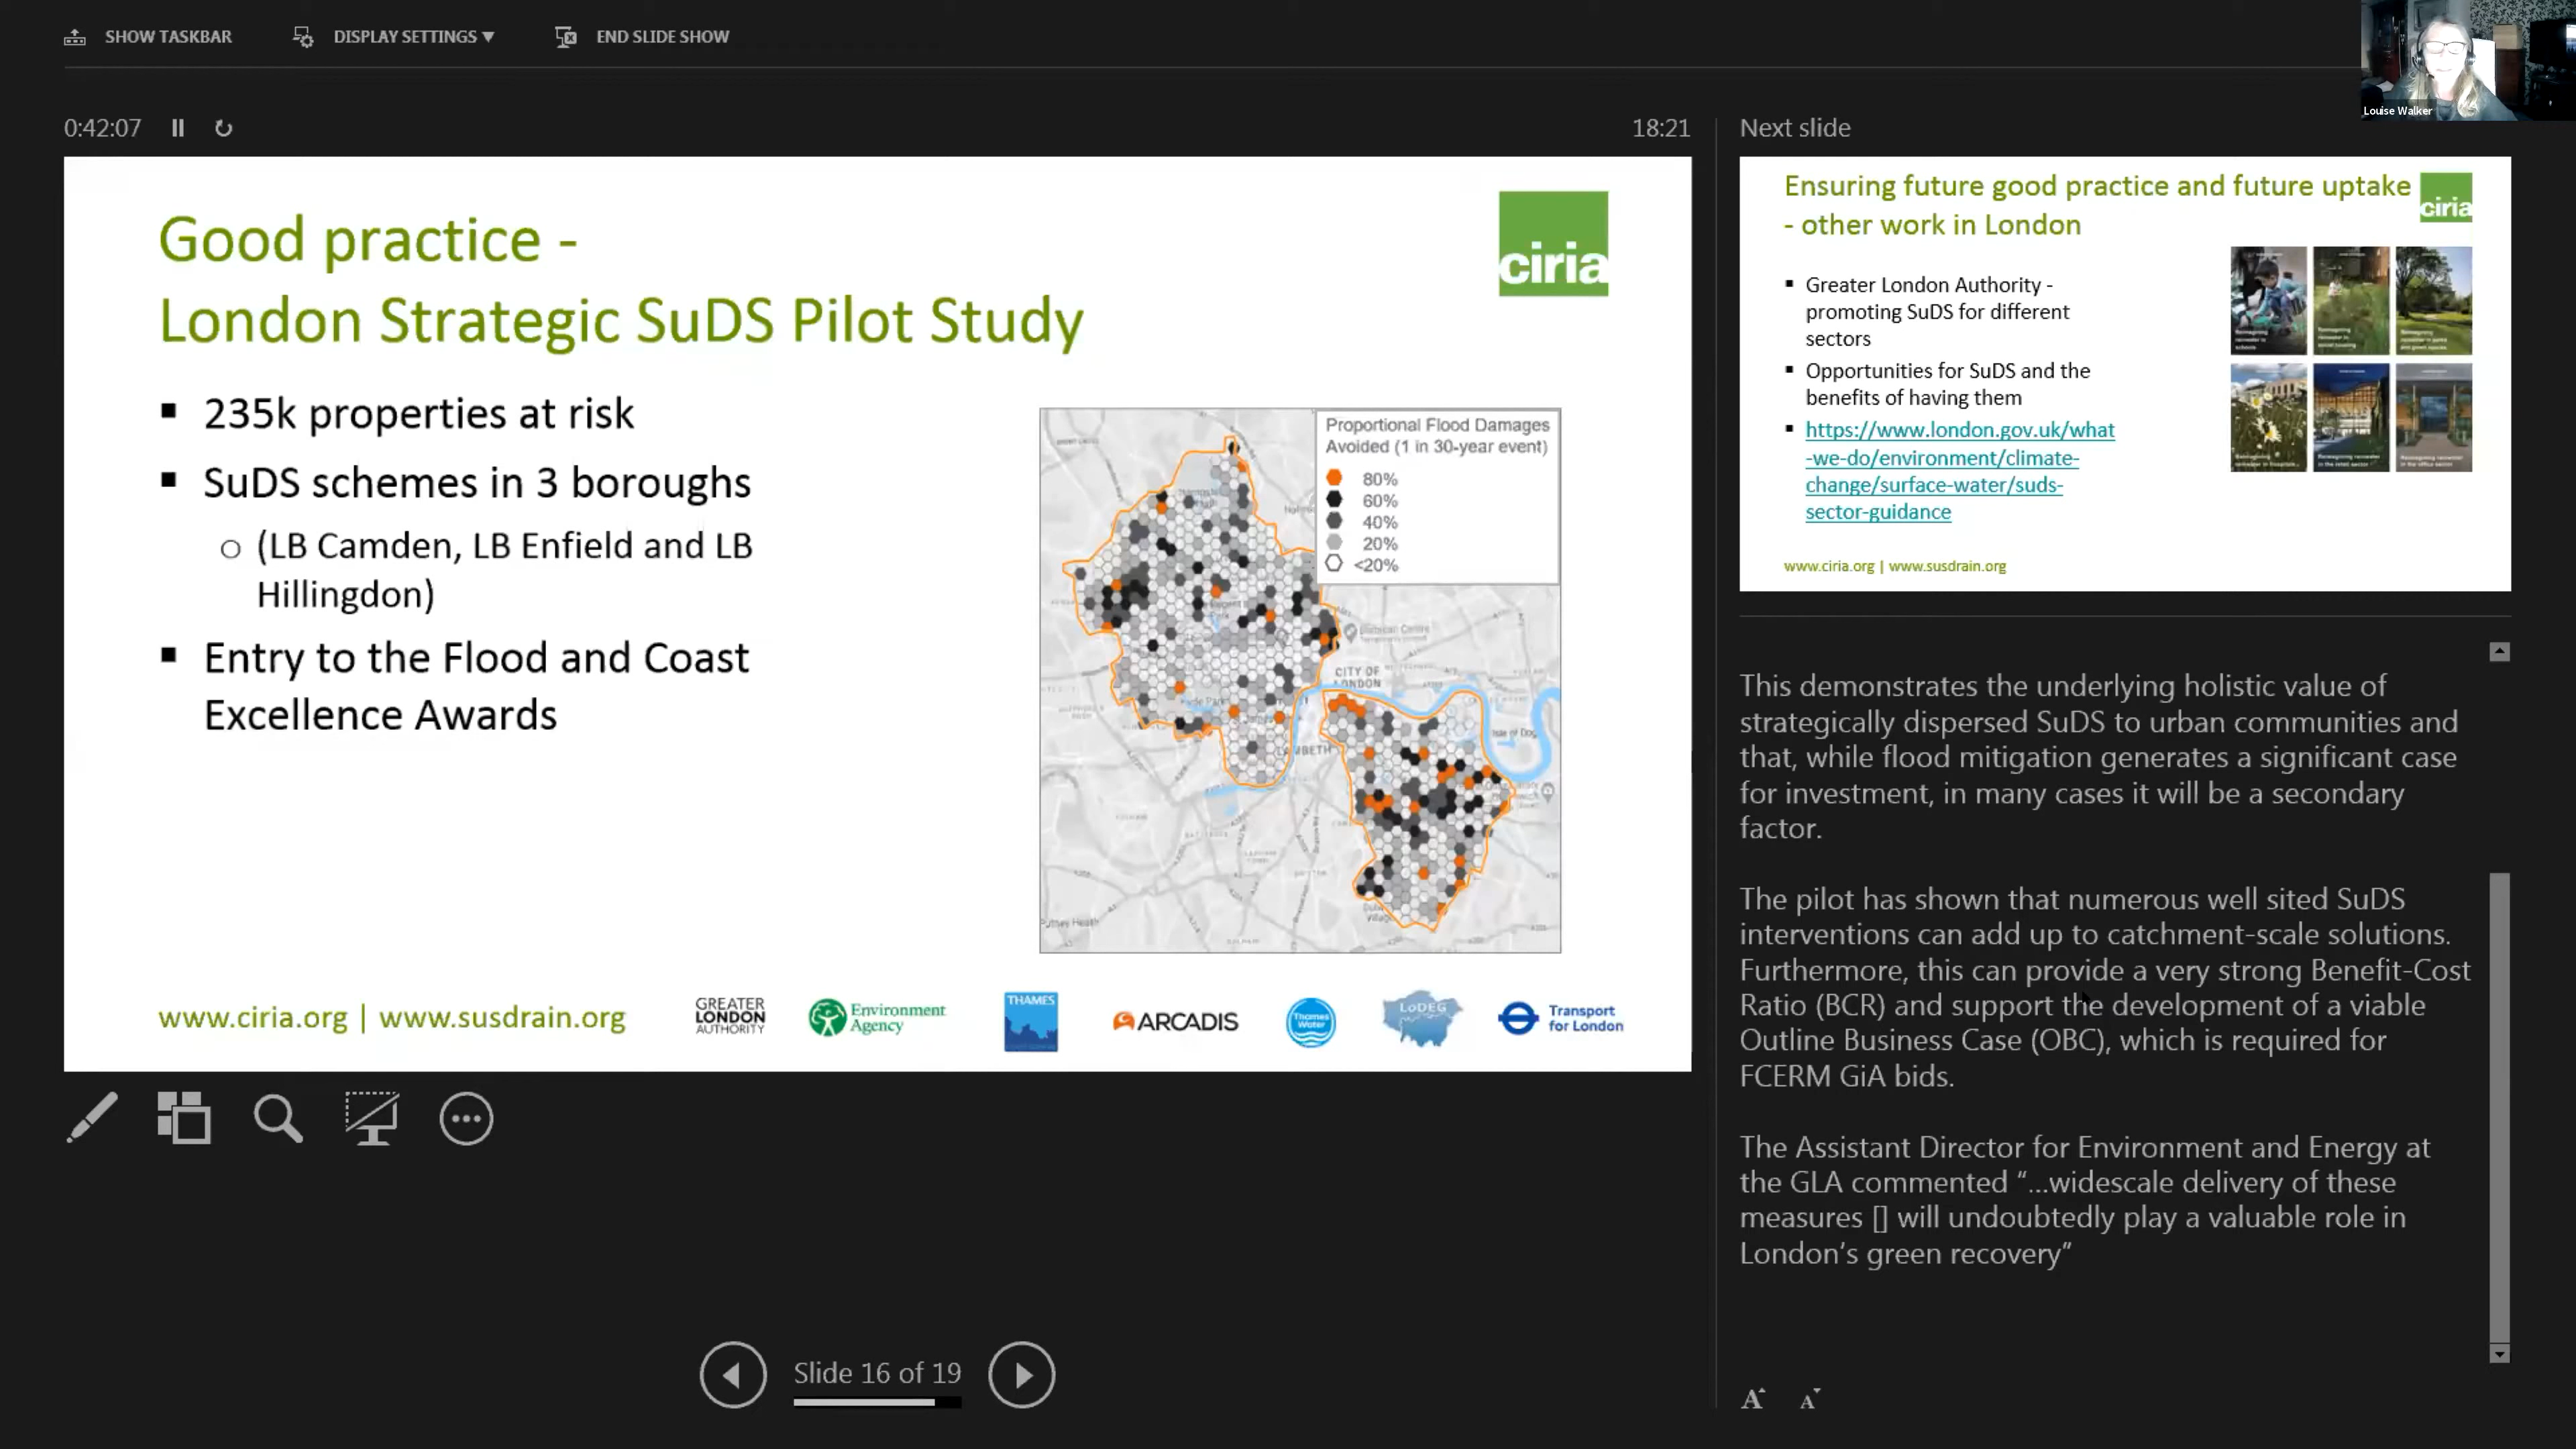 SHOW TASKBAR
DISPLAY SETTINGS ▼
END SLIDE SHOW
Louise Walker
0:42:07
18:21
Next slide
Good practice -
London Strategic SuDS Pilot Study
ciria
▪ 235k properties at risk
▪ SuDS schemes in 3 boroughs
○ (LB Camden, LB Enfield and LB
Hillingdon)
▪ Entry to the Flood and Coast
Excellence Awards
Proportional Flood Damages
Avoided (1 in 30-year event)
80%
60%
40%
20%
<20%
Barbican Centre
CITY OF
LONDON
Hyde Park
LAMBETH
Isle of Dog
Putney Heath
www.ciria.org | www.susdrain.org
GREATER
LONDON
AUTHORITY
Environment
Agency
THAMES
ARCADIS
Thames
Water
LoDEG
Transport
for London
Ensuring future good practice and future uptake
- other work in London
ciria
▪ Greater London Authority -
promoting SuDS for different
sectors
▪ Opportunities for SuDS and the
benefits of having them
▪ https://www.london.gov.uk/what
-we-do/environment/climate-
change/surface-water/suds-
sector-guidance
www.ciria.org | www.susdrain.org
This demonstrates the underlying holistic value of
strategically dispersed SuDS to urban communities and
that, while flood mitigation generates a significant case
for investment, in many cases it will be a secondary
factor.
The pilot has shown that numerous well sited SuDS
interventions can add up to catchment-scale solutions.
Furthermore, this can provide a very strong Benefit-Cost
Ratio (BCR) and support the development of a viable
Outline Business Case (OBC), which is required for
FCERM GiA bids.
The Assistant Director for Environment and Energy at
the GLA commented “...widescale delivery of these
measures [] will undoubtedly play a valuable role in
London’s green recovery”
Slide 16 of 19
A A